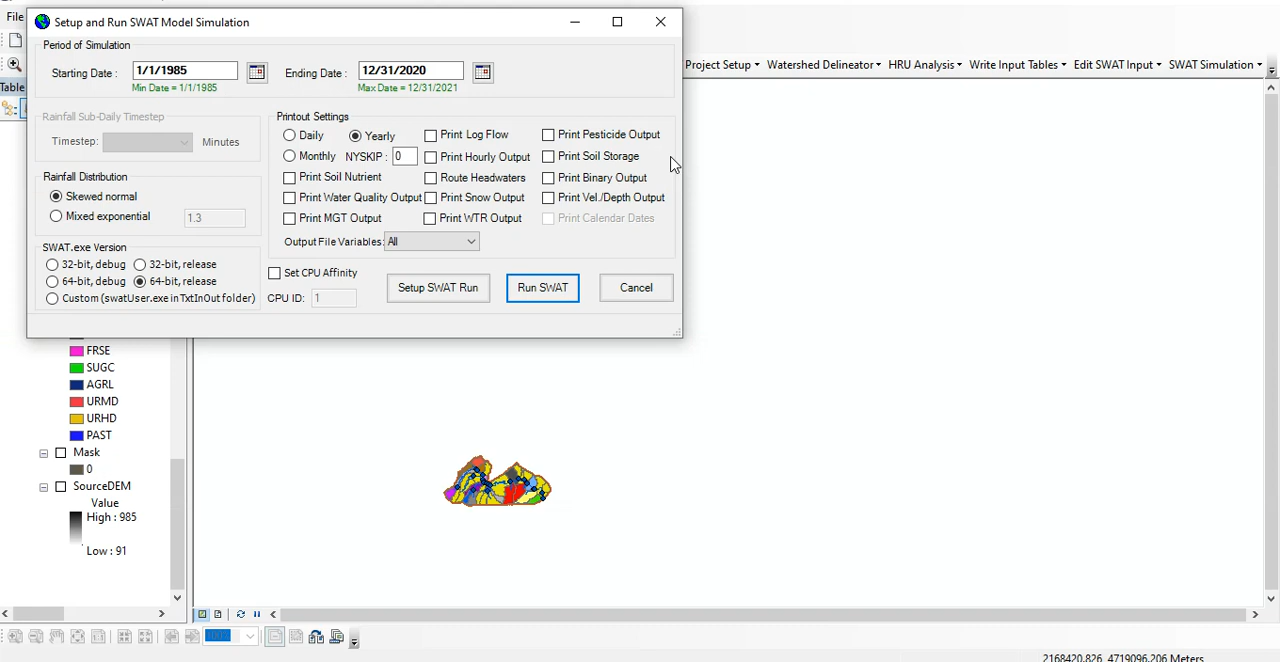 File
Setup and Run SWAT Model Simulation
Period of Simulation
Starting Date : 1/1/1985 Ending Date : 12/31/2020
Min Date = 1/1/1985 Max Date = 12/31/2021
Project Setup Watershed Delineator HRU Analysis Write Input Tables Edit SWAT Input SWAT Simulation
Table
Rainfall Sub-Daily Timestep
Timestep: Minutes
Rainfall Distribution
Skewed normal
Mixed exponential 1.3
SWAT.exe Version
32-bit, debug 32-bit, release
64-bit, debug 64-bit, release
Custom (swatUser.exe in TxtInOut folder)
Printout Settings
Daily Yearly Print Log Flow Print Pesticide Output
Monthly NYSKIP : 0 Print Hourly Output Print Soil Storage
Print Soil Nutrient Route Headwaters Print Binary Output
Print Water Quality Output Print Snow Output Print Vel./Depth Output
Print MGT Output Print WTR Output Print Calendar Dates
Output File Variables: All
Set CPU Affinity
CPU ID: 1
Setup SWAT Run Run SWAT Cancel
FRSE
SUGC
AGRL
URMD
URHD
PAST
Mask
0
SourceDEM
Value
High : 985
Low : 91
100%
2168420.826 4719096.206 Meters